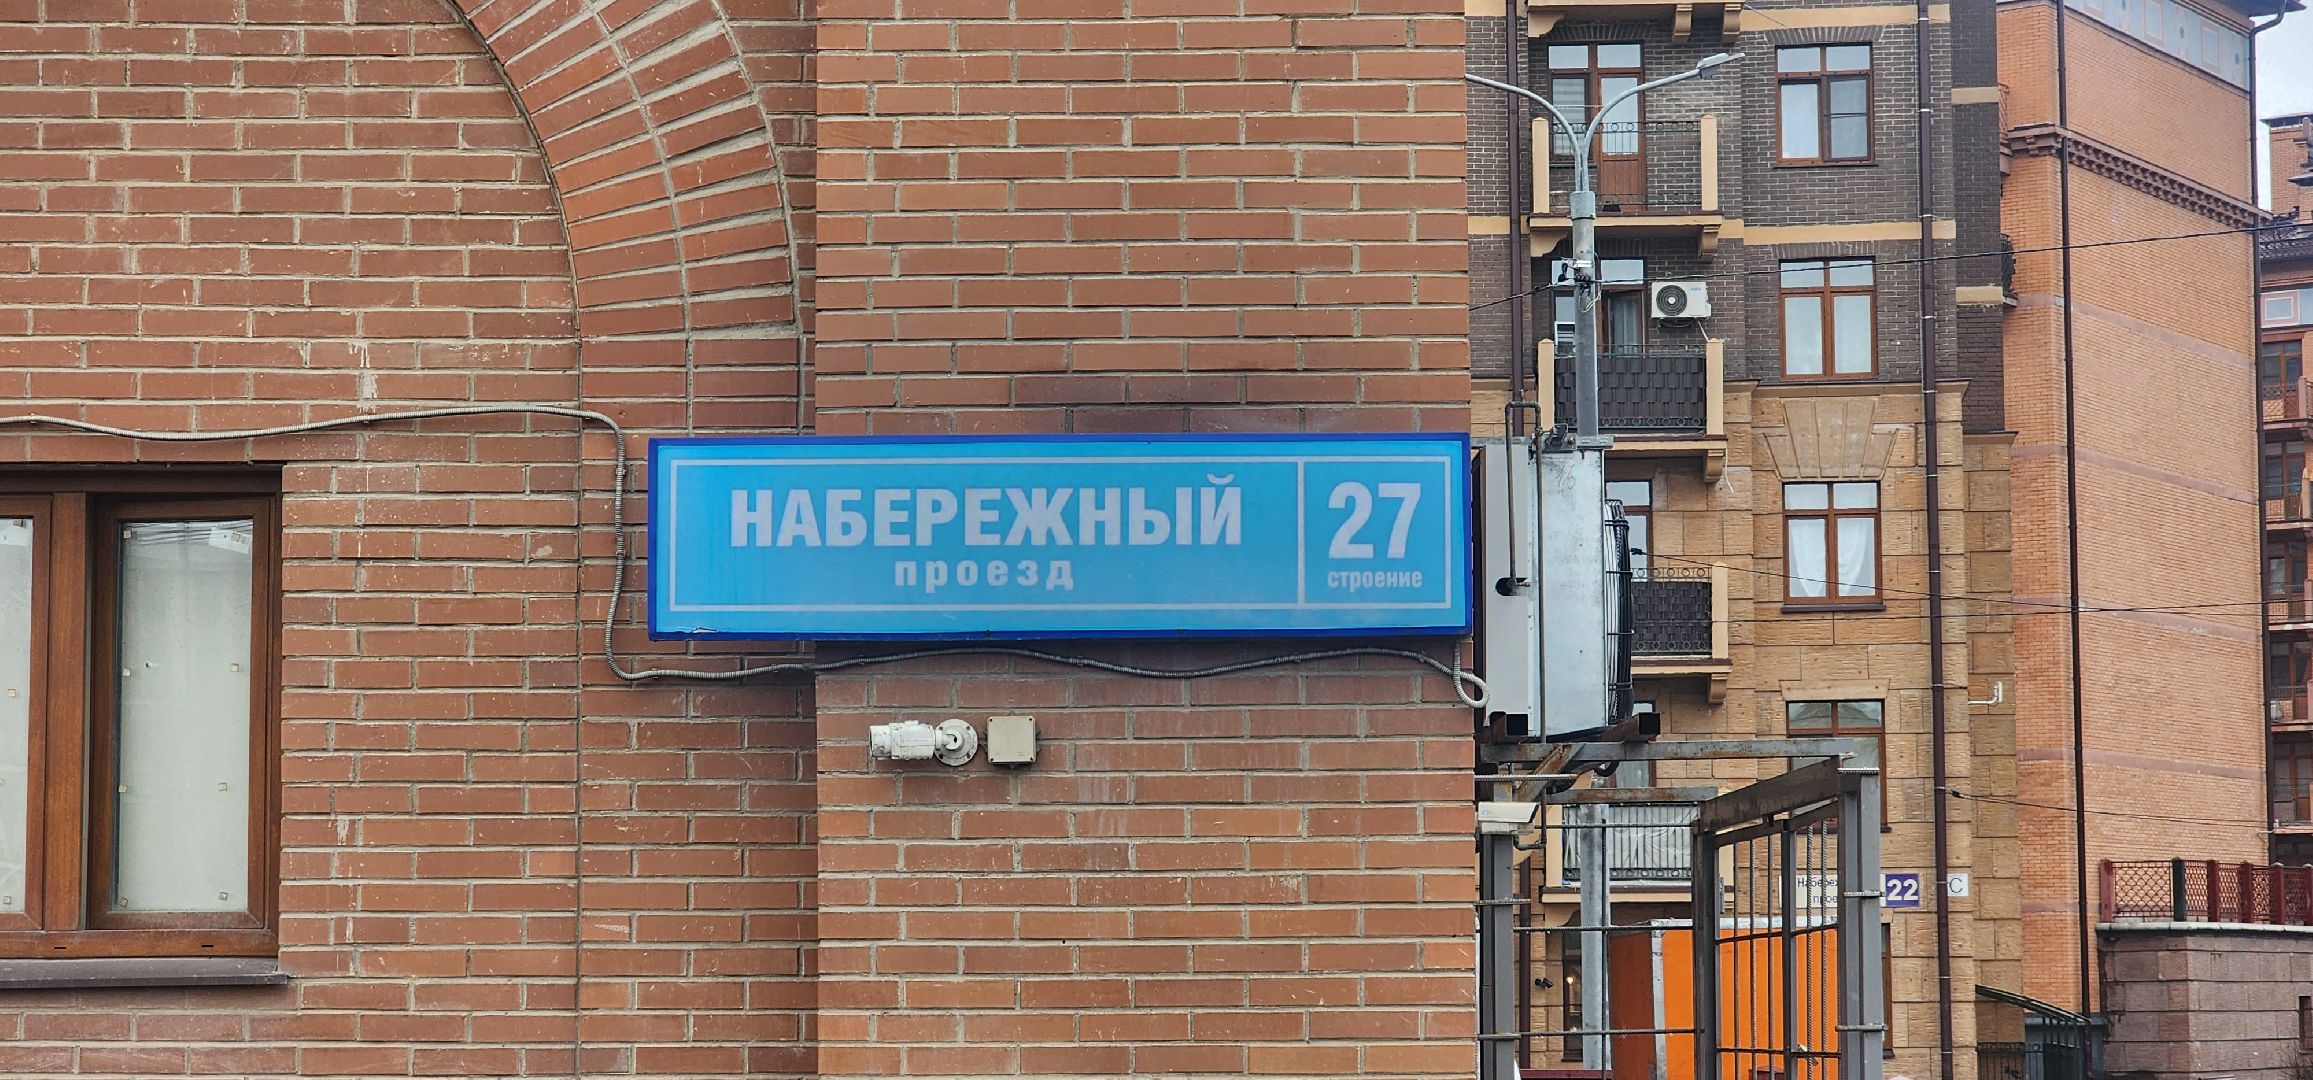 НАБЕРЕЖНЫЙ
проезд
27
строение
22
С